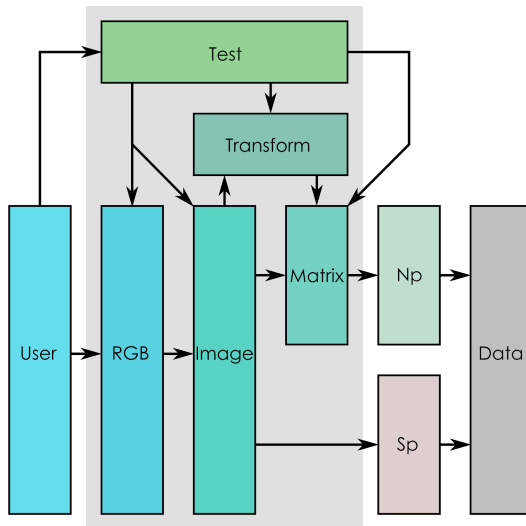 Test
Transform
Matrix
Np
User
RGB
Image
Data
Sp